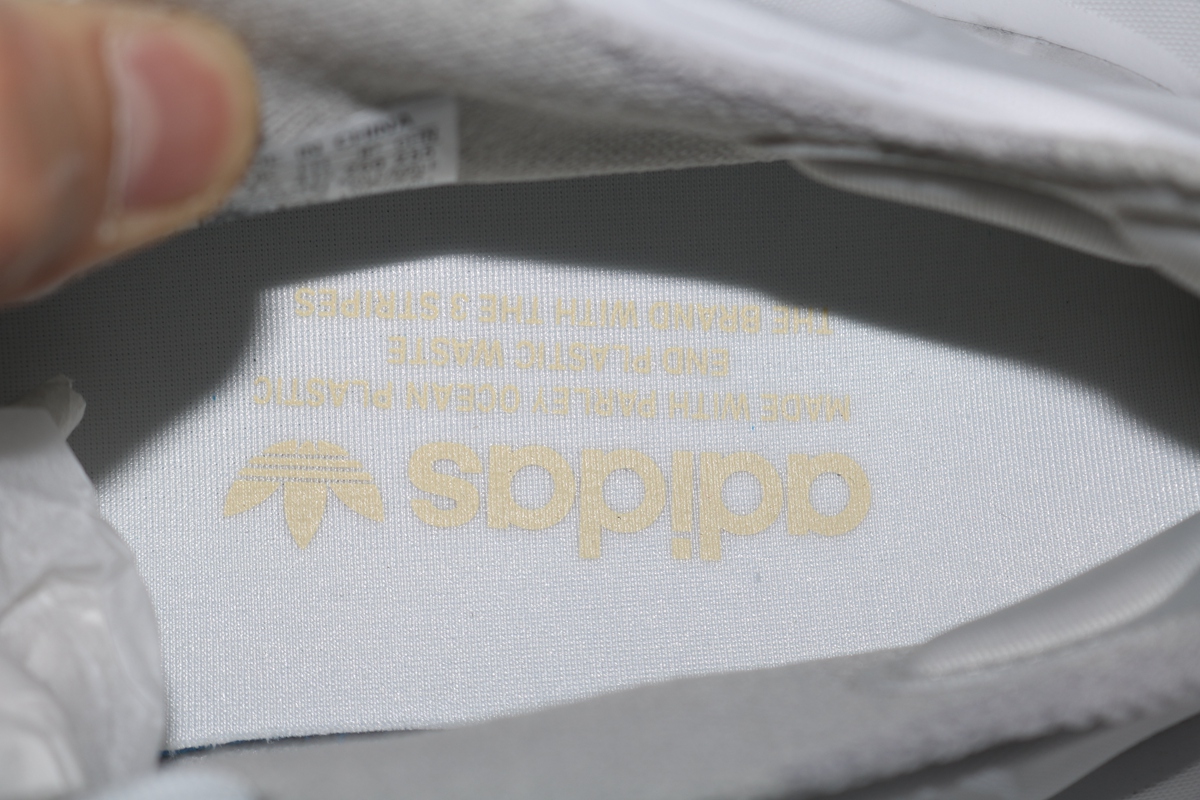 adidas
MADE WITH PARLEY OCEAN PLASTIC
END PLASTIC WASTE
THE BRAND WITH THE 3 STRIPES